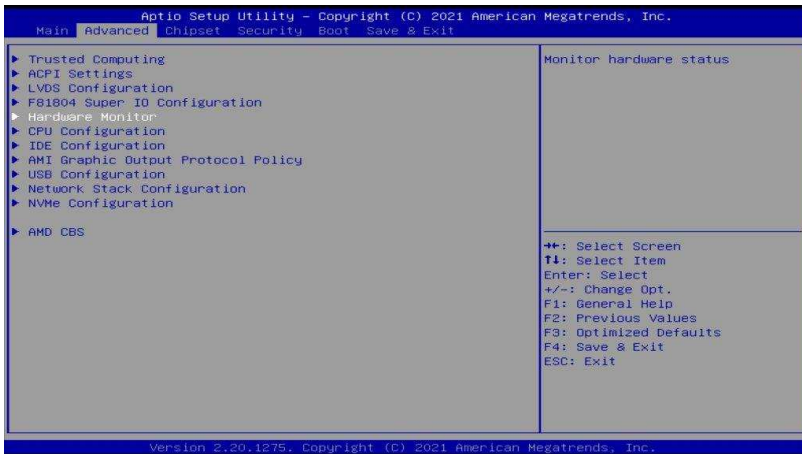 Aptio Setup Utility – Copyright (C) 2021 American Megatrends, Inc.
Main Advanced Chipset Security Boot Save & Exit
▶ Trusted Computing
▶ ACPI Settings
▶ LVDS Configuration
▶ F81804 Super IO Configuration
▶ Hardware Monitor
▶ CPU Configuration
▶ IDE Configuration
▶ AMI Graphic Output Protocol Policy
▶ USB Configuration
▶ Network Stack Configuration
▶ NVMe Configuration
▶ AMD CBS
Monitor hardware status
→←: Select Screen
↑↓: Select Item
Enter: Select
+/-: Change Opt.
F1: General Help
F2: Previous Values
F3: Optimized Defaults
F4: Save & Exit
ESC: Exit
Version 2.20.1275. Copyright (C) 2021 American Megatrends, Inc.